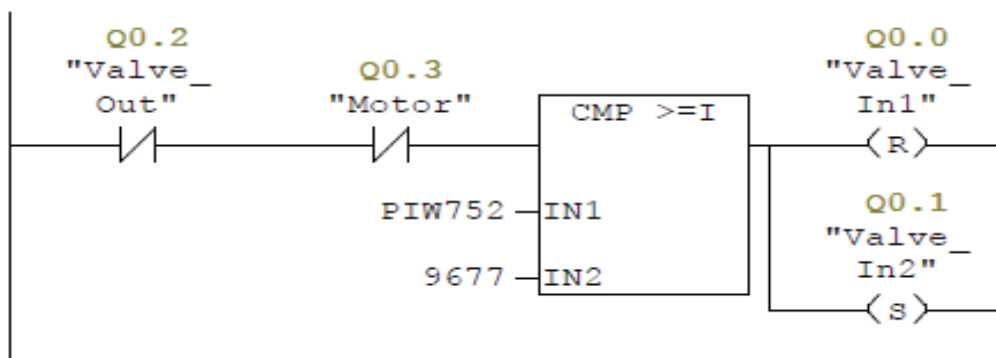 Q0.2
"Valve_
Out"
Q0.3
"Motor"
CMP >=I
PIW752
IN1
9677
IN2
Q0.0
"Valve_
In1"
R
Q0.1
"Valve_
In2"
S